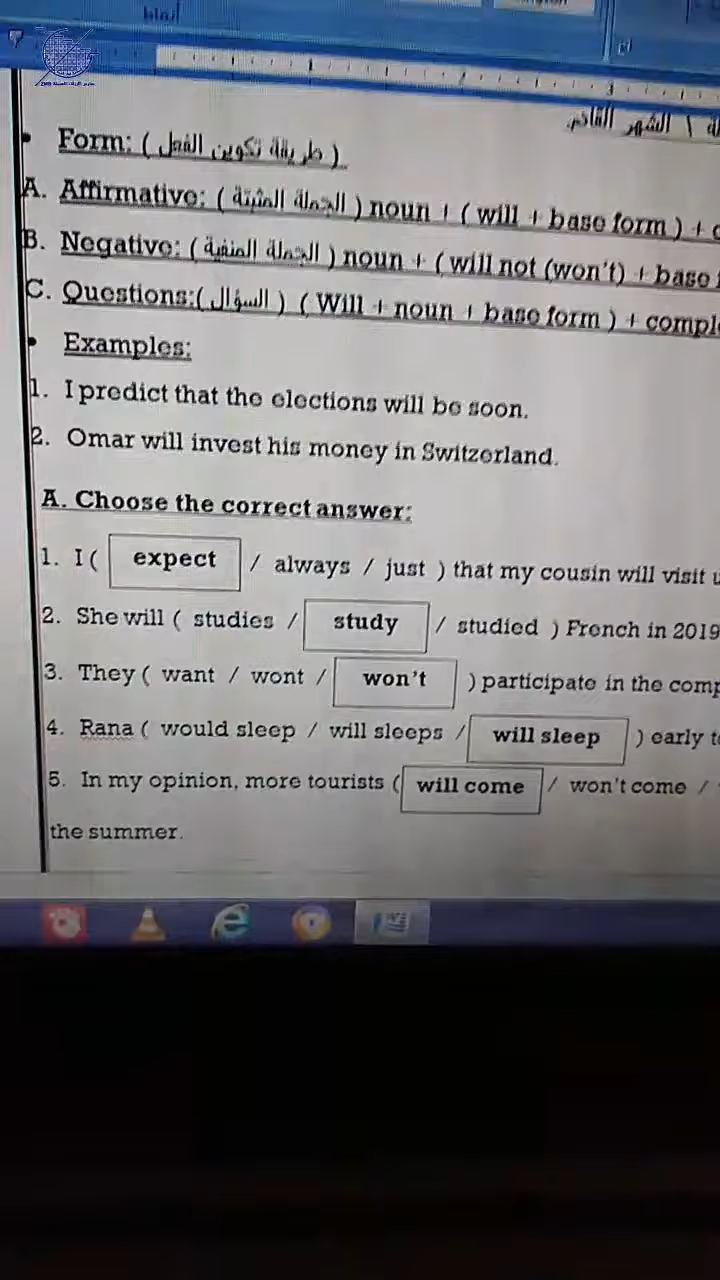 الشهر القادم
• Form: ( طريقة تكوين الفعل )
A. Affirmative: ( الجملة المثبتة ) noun + ( will + base form ) +
B. Negative: ( الجملة المنفية ) noun + ( will not (won't) + base
C. Questions:( السؤال ) ( Will + noun + base form ) + comple
• Examples:
1. I predict that the elections will be soon.
2. Omar will invest his money in Switzerland.
A. Choose the correct answer:
1. I ( expect / always / just ) that my cousin will visit u
2. She will ( studies / study / studied ) French in 2019
3. They ( want / wont / won't ) participate in the comp
4. Rana ( would sleep / will sleeps / will sleep ) early to
5. In my opinion, more tourists ( will come / won't come /
the summer.